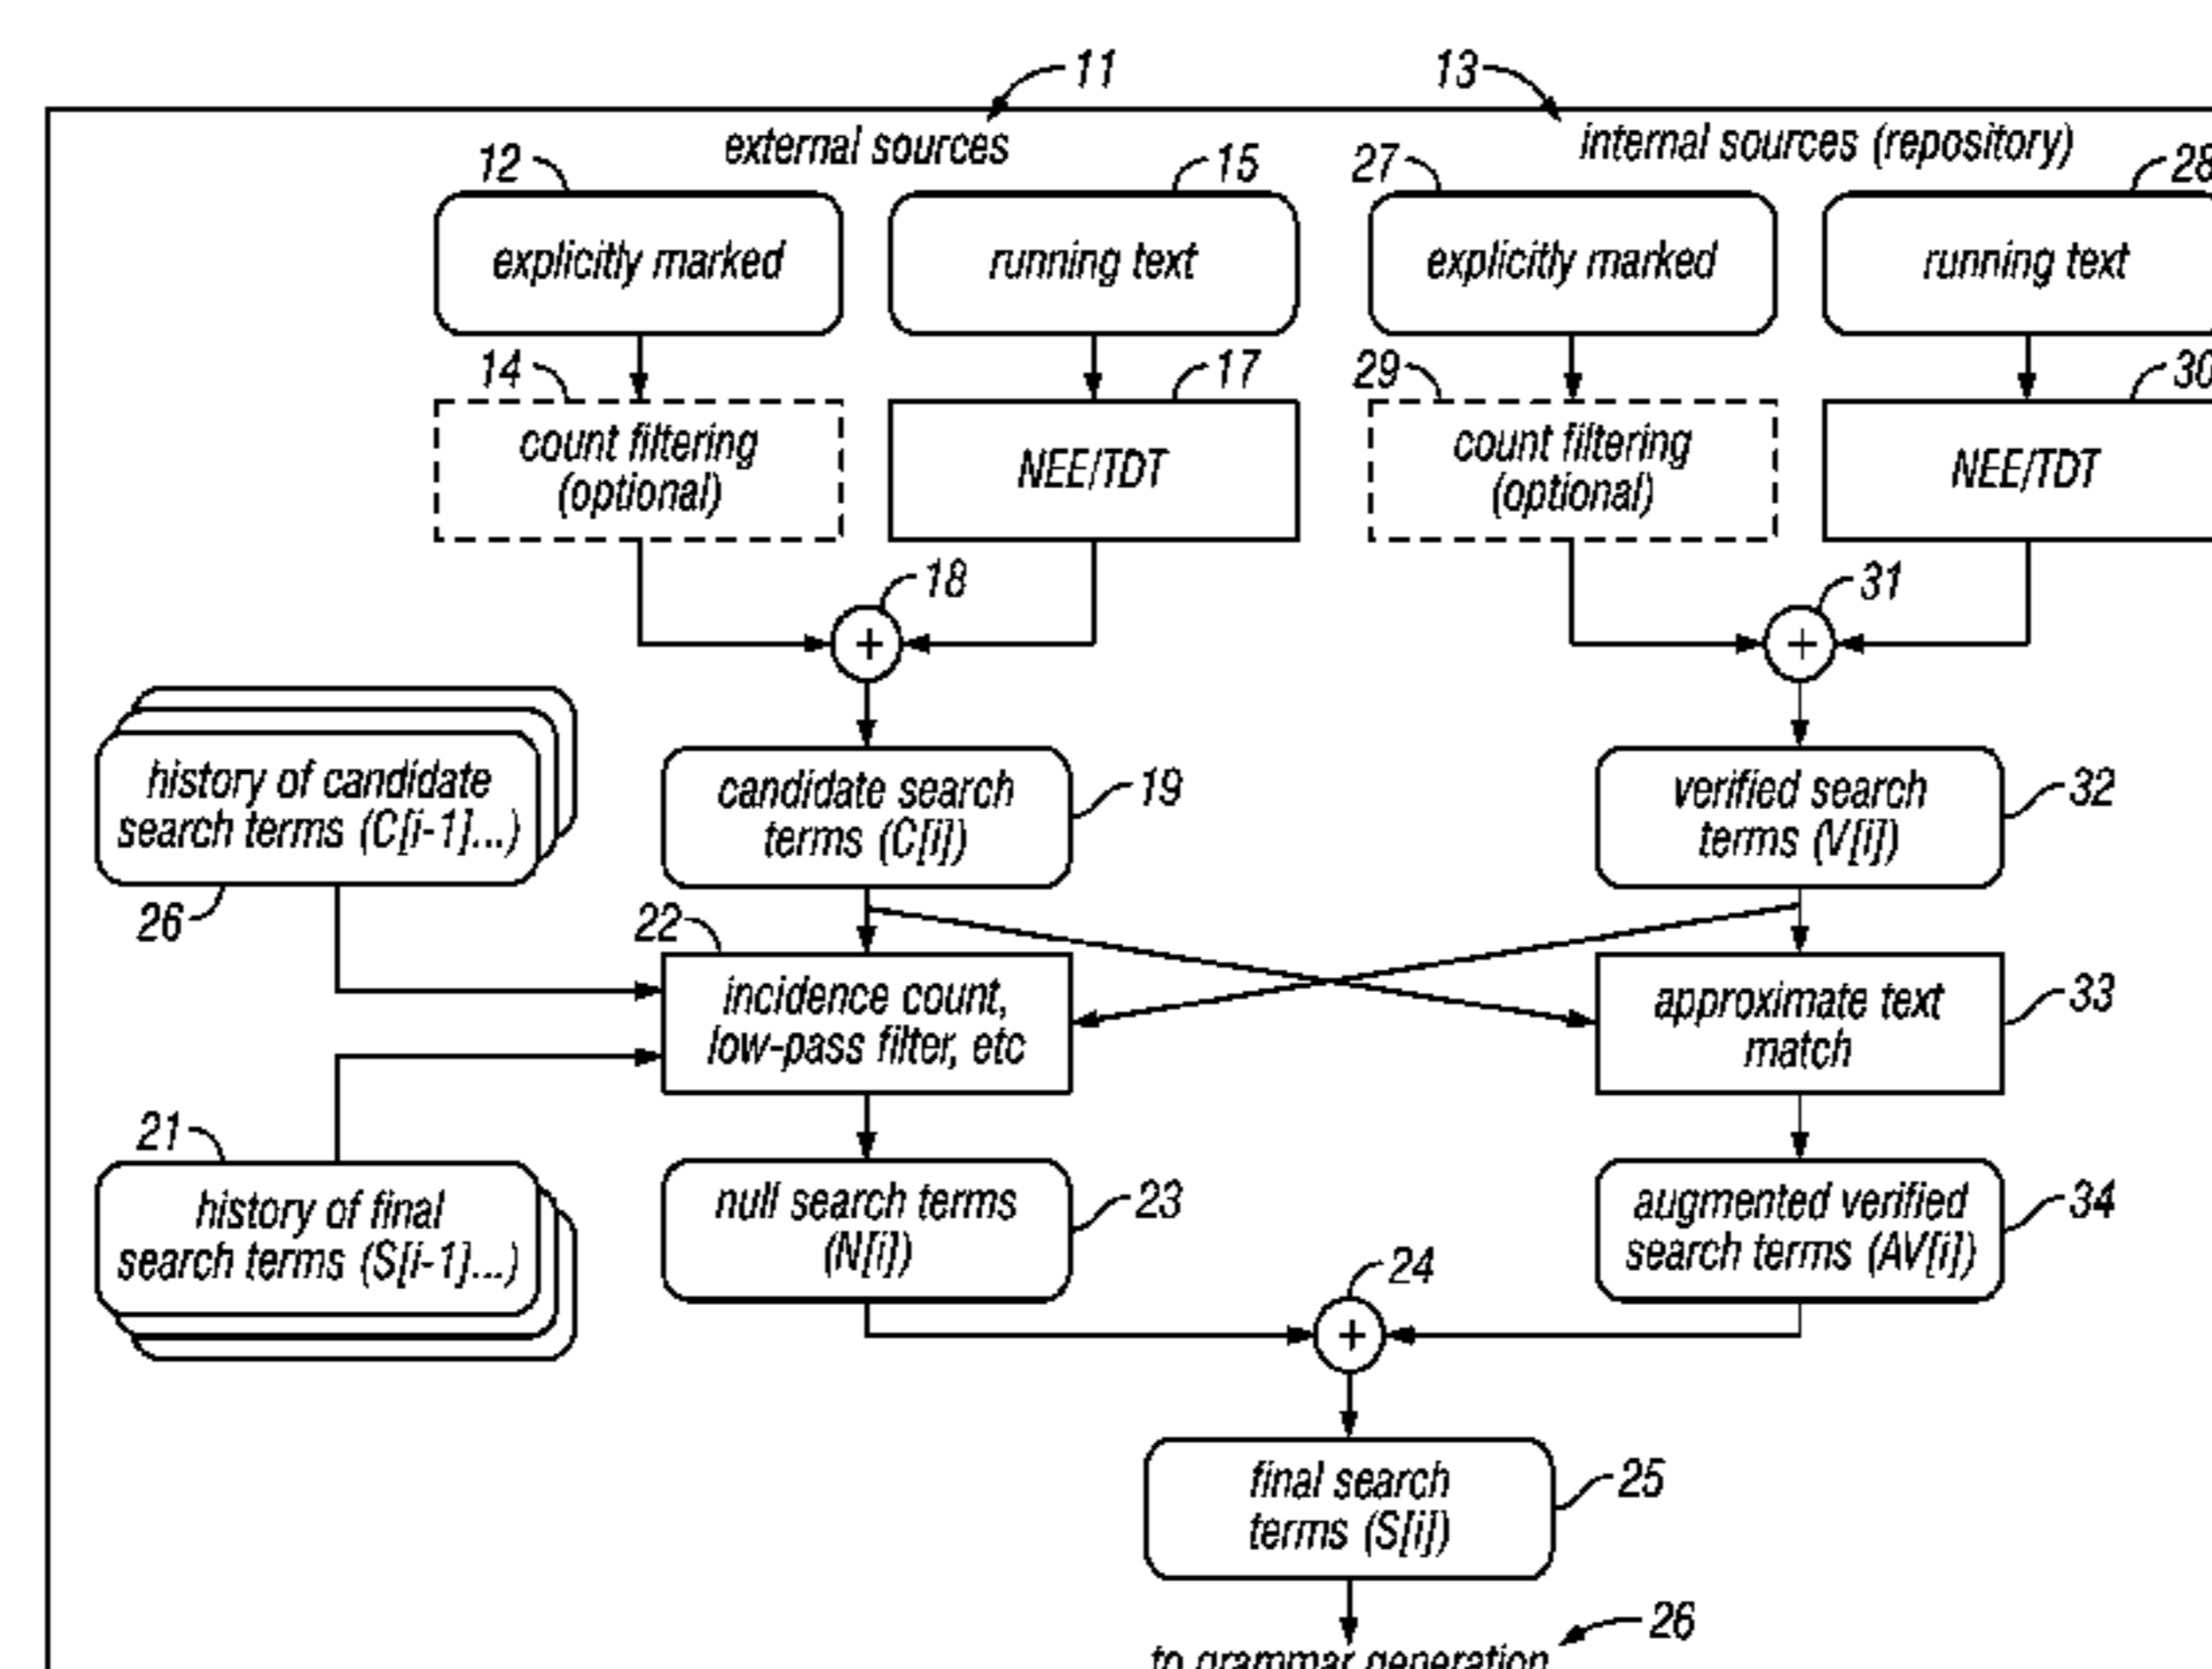 11
13
external sources
internal sources (repository)
12
15
27
28
explicitly marked
running text
explicitly marked
running text
14
17
29
30
count filtering
(optional)
NEE/TDT
count filtering
(optional)
NEE/TDT
18
31
+
+
history of candidate
search terms (C[i-1]...)
26
candidate search
terms (C[i])
19
verified search
terms (V[i])
32
22
incidence count,
low-pass filter, etc
approximate text
match
33
21
history of final
search terms (S[i-1]...)
null search terms
(N[i])
23
augmented verified
search terms (AV[i])
34
24
+
final search
terms (S[i])
25
26
to grammar generation